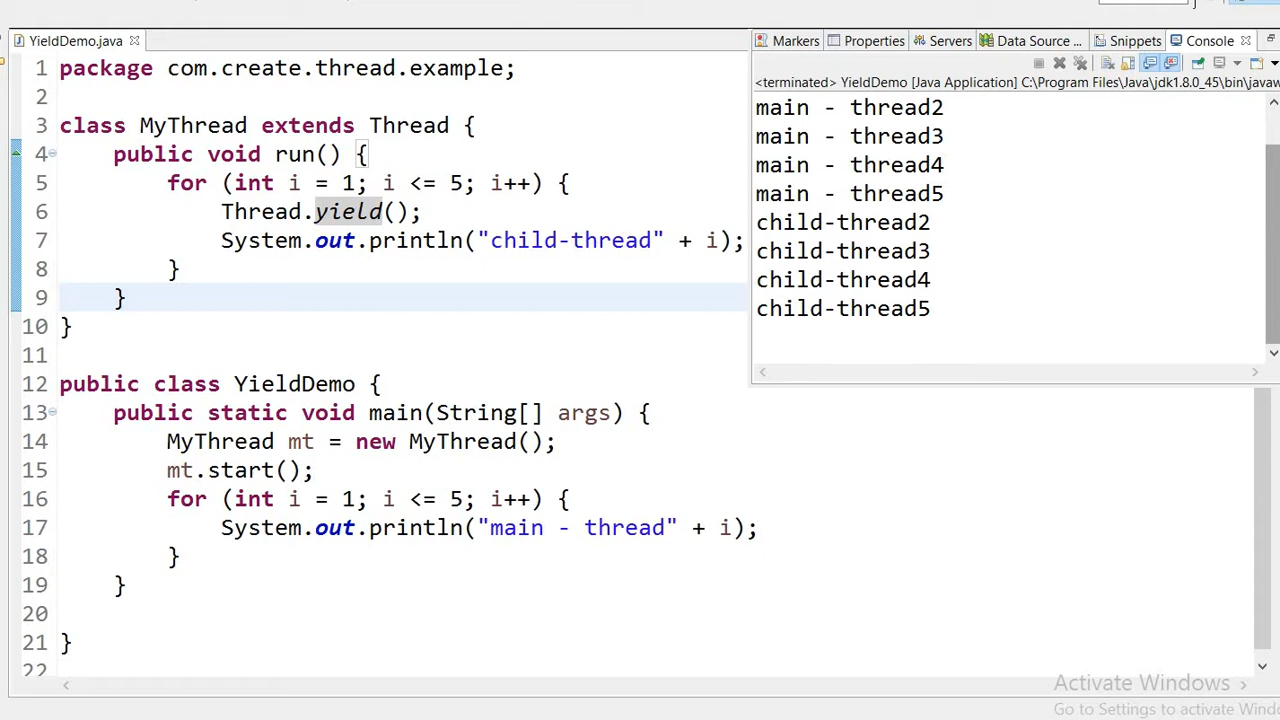 YieldDemo.java
1 package com.create.thread.example;
2
3 class MyThread extends Thread {
4 public void run() {
5 for (int i = 1; i <= 5; i++) {
6 Thread.yield();
7 System.out.println("child-thread" + i);
8 }
9 }
10 }
11
12 public class YieldDemo {
13 public static void main(String[] args) {
14 MyThread mt = new MyThread();
15 mt.start();
16 for (int i = 1; i <= 5; i++) {
17 System.out.println("main - thread" + i);
18 }
19 }
20
21 }
22
Markers Properties Servers Data Source ... Snippets Console
<terminated> YieldDemo [Java Application] C:\Program Files\Java\jdk1.8.0_45\bin\javaw
main - thread2
main - thread3
main - thread4
main - thread5
child-thread2
child-thread3
child-thread4
child-thread5
Activate Windows
Go to Settings to activate Wind